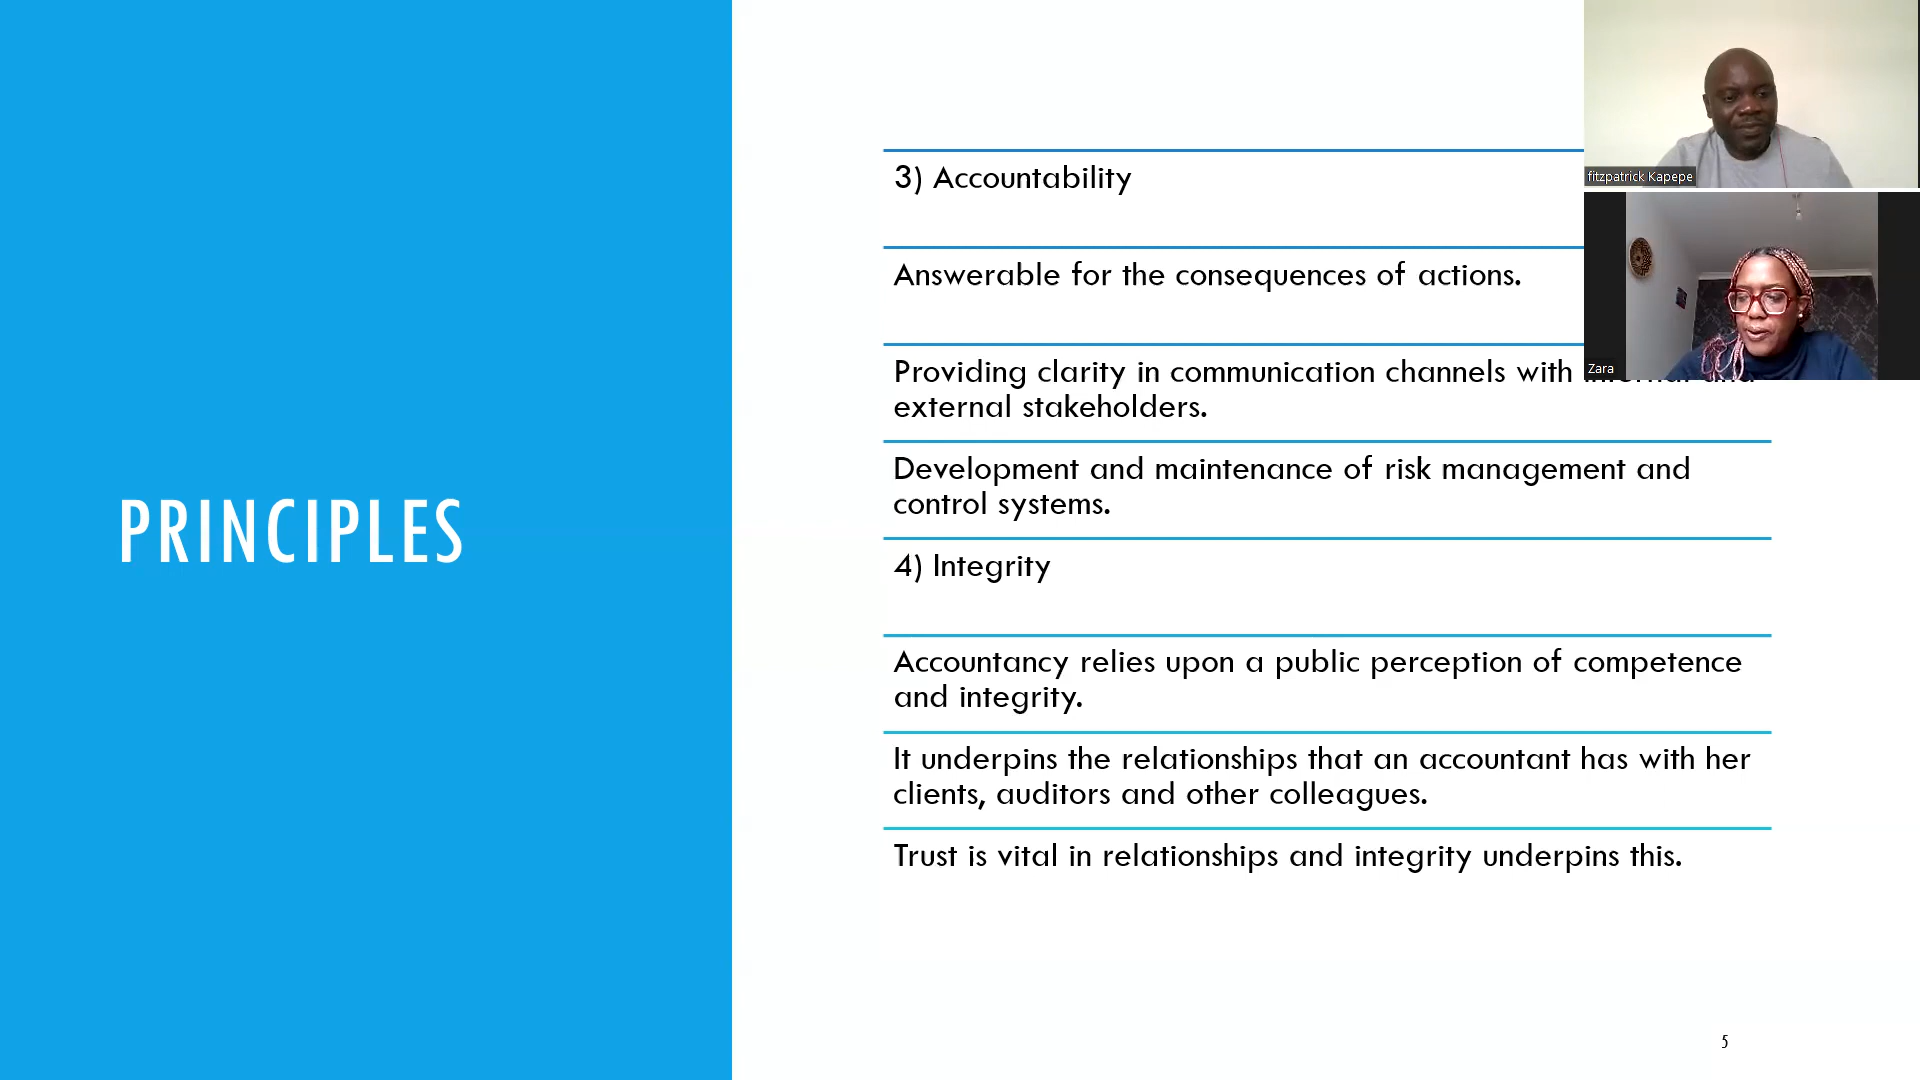 PRINCIPLES
3) Accountability
Answerable for the consequences of actions.
Providing clarity in communication channels with
external stakeholders.
Development and maintenance of risk management and
control systems.
4) Integrity
Accountancy relies upon a public perception of competence
and integrity.
It underpins the relationships that an accountant has with her
clients, auditors and other colleagues.
Trust is vital in relationships and integrity underpins this.
5
fitzpatrick Kapepe
Zara